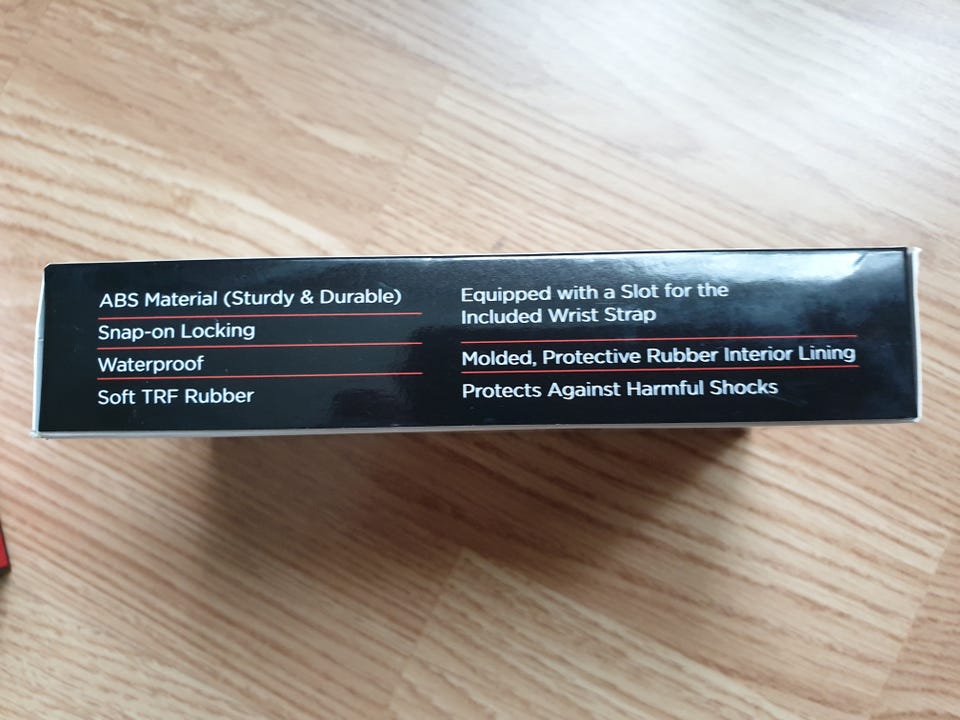 ABS Material (Sturdy & Durable)
Snap-on Locking
Waterproof
Soft TRF Rubber
Equipped with a Slot for the
Included Wrist Strap
Molded, Protective Rubber Interior Lining
Protects Against Harmful Shocks